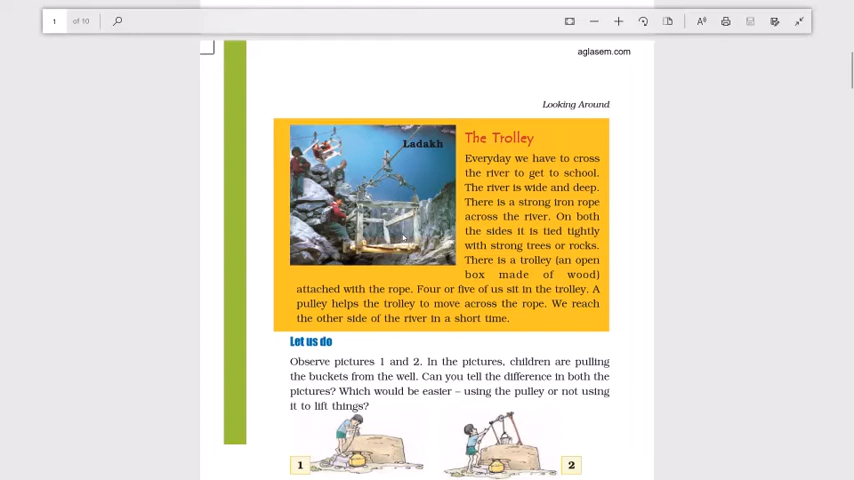 1 of 10
aglasem.com
Looking Around
Ladakh
The Trolley
Everyday we have to cross
the river to get to school.
The river is wide and deep.
There is a strong iron rope
across the river. On both
the sides it is tied tightly
with strong trees or rocks.
There is a trolley (an open
box made of wood)
attached with the rope. Four or five of us sit in the trolley. A
pulley helps the trolley to move across the rope. We reach
the other side of the river in a short time.
Let us do
Observe pictures 1 and 2. In the pictures, children are pulling
the buckets from the well. Can you tell the difference in both the
pictures? Which would be easier – using the pulley or not using
it to lift things?
1
2